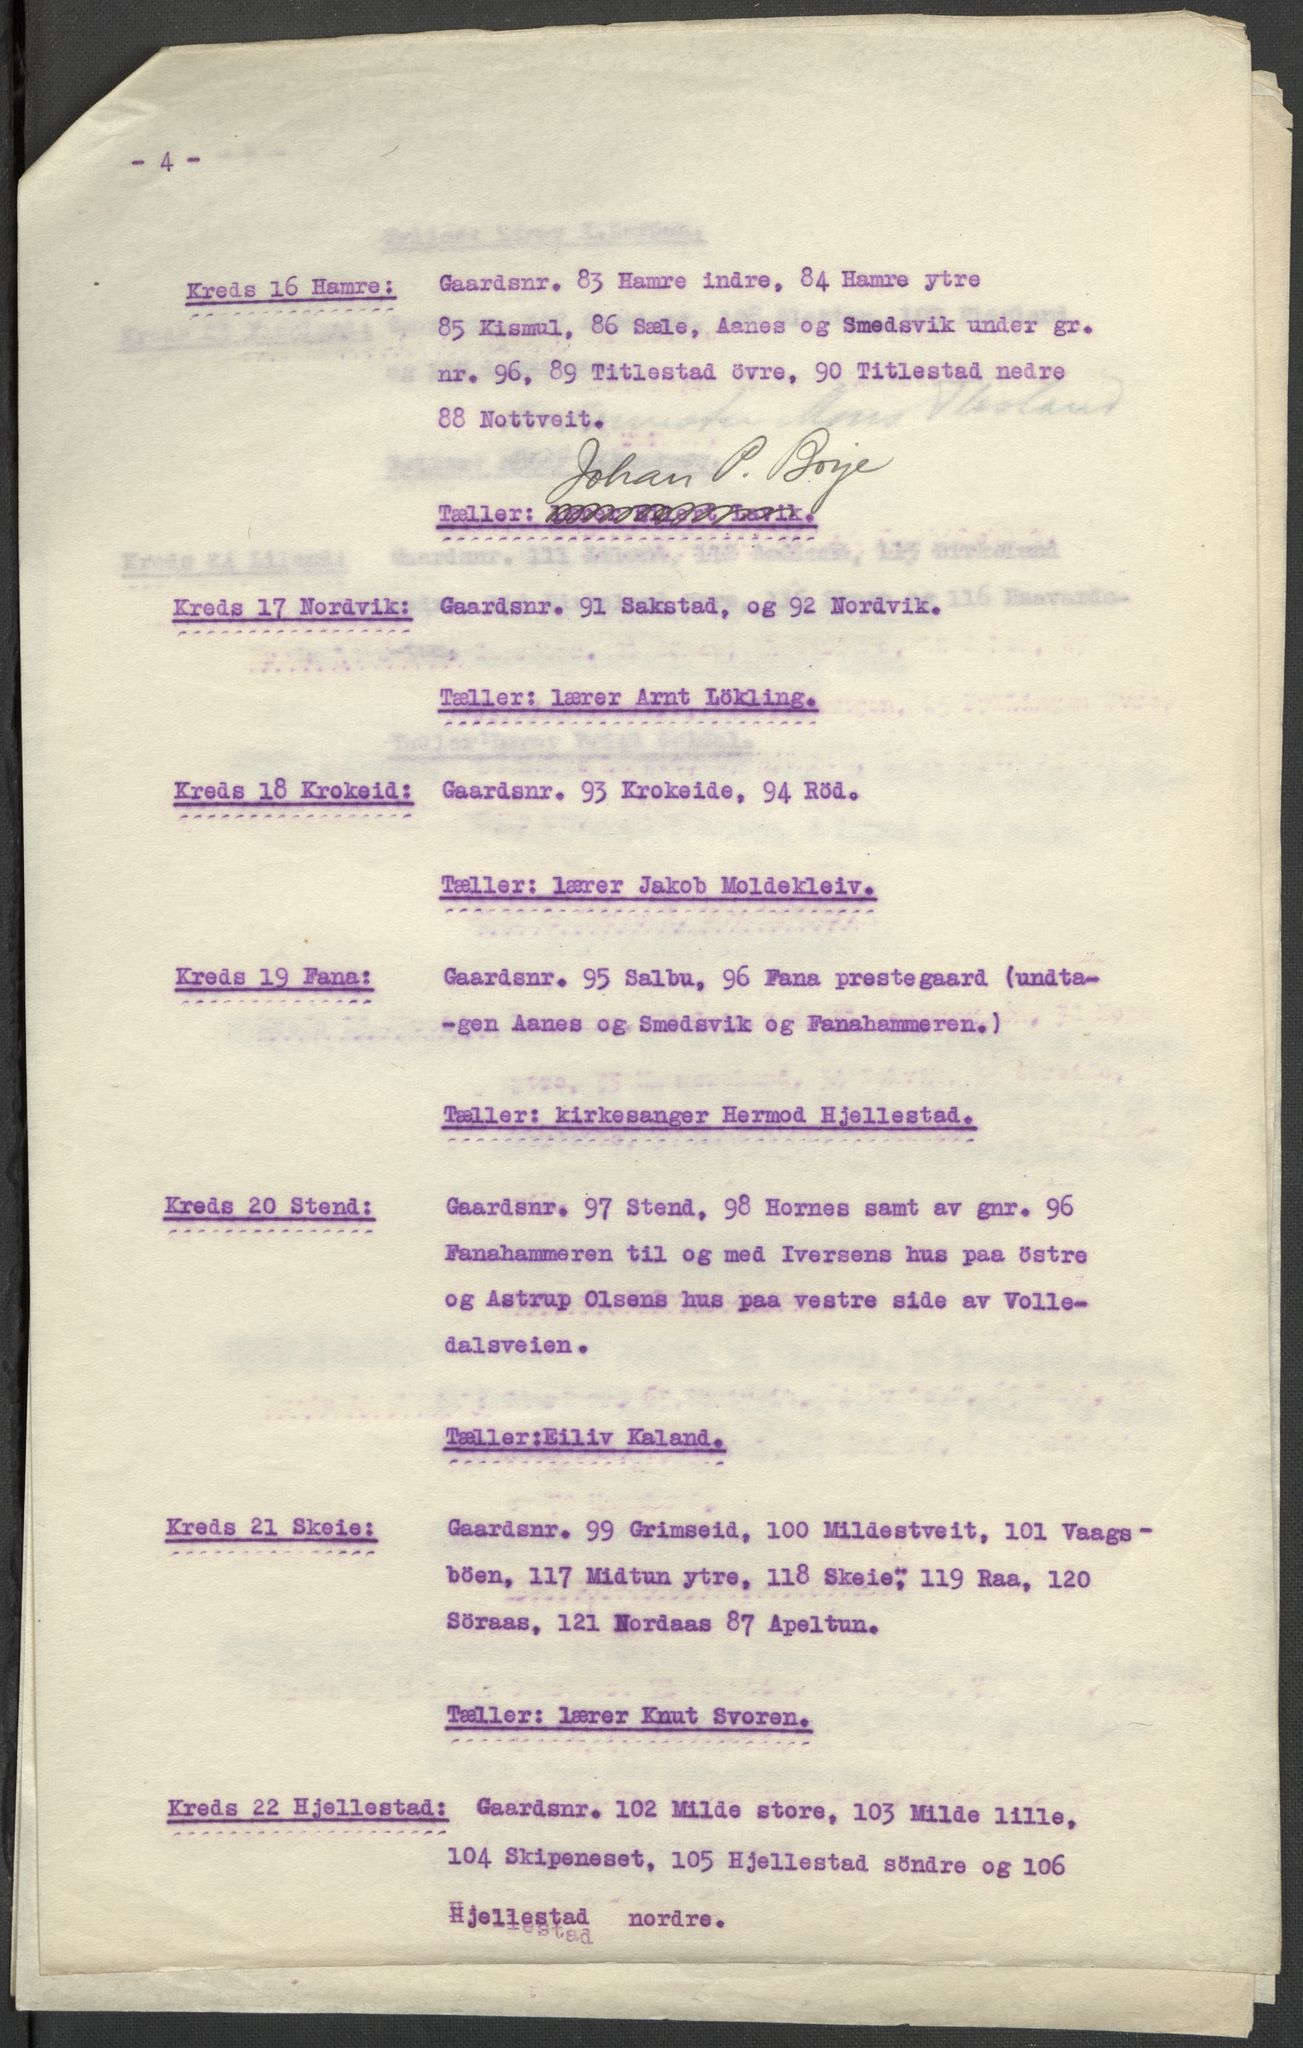 - 4 -
Kreds 16 Hamre: Gaardsnr. 83 Hamre indre, 84 Hamre ytre
85 Kismul, 86 Sæle, Aanes og Smedsvik under gr.
nr. 96, 89 Titlestad övre, 90 Titlestad nedre
88 Nottveit.
Johan P. Borje
Tæller: Lavik.
Kreds 17 Nordvik: Gaardsnr. 91 Sakstad, og 92 Nordvik.
Tæller: lærer Arnt Lökling.
Kreds 18 Krokeid: Gaardsnr. 93 Krokeide, 94 Röd.
Tæller: lærer Jakob Moldekleiv.
Kreds 19 Fana: Gaardsnr. 95 Salbu, 96 Fana prestegaard (undta-
-gen Aanes og Smedsvik og Fanahammeren.)
Tæller: kirkesanger Hermod Hjellestad.
Kreds 20 Stend: Gaardsnr. 97 Stend, 98 Hornes samt av gnr. 96
Fanahammeren til og med Iversens hus paa östre
og Astrup Olsens hus paa vestre side av Volle-
dalsveien.
Tæller:Eiliv Kaland.
Kreds 21 Skeie: Gaardsnr. 99 Grimseid, 100 Mildestveit, 101 Vaags-
böen, 117 Midtun ytre, 118 Skeie, 119 Raa, 120
Söraas, 121 Nordaas 87 Apeltun.
Tæller: lærer Knut Svoren.
Kreds 22 Hjellestad: Gaardsnr. 102 Milde store, 103 Milde lille,
104 Skipeneset, 105 Hjellestad söndre og 106
Hjellestad nordre.